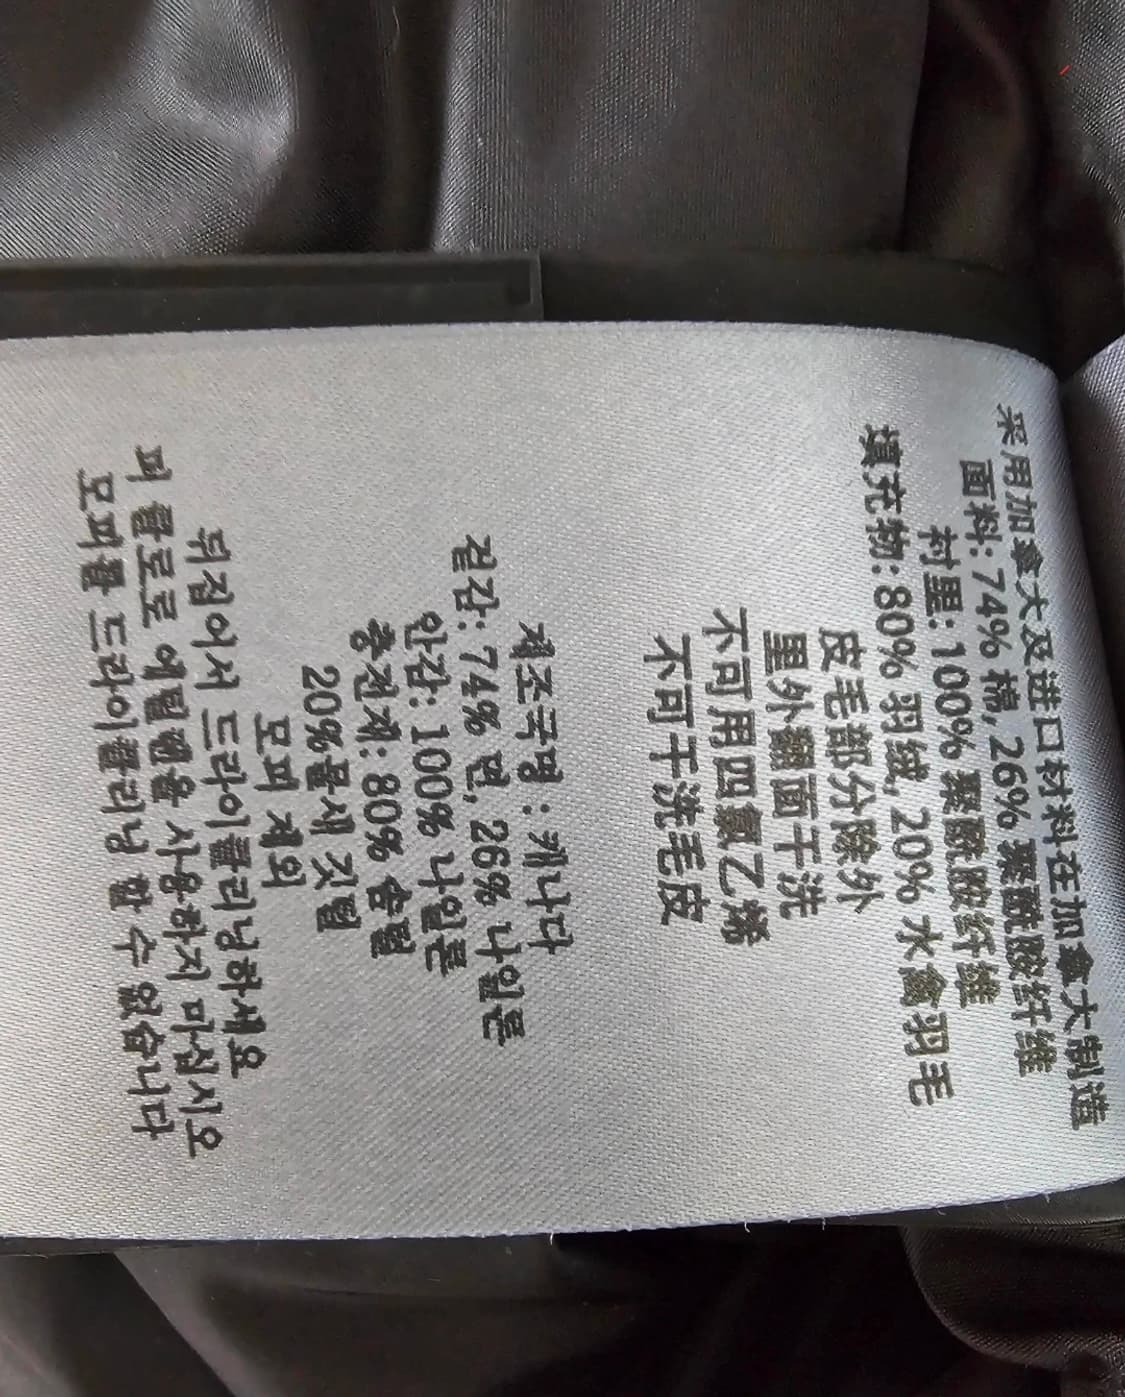 采用加拿大及进口材料在加拿大制造
面料: 74% 棉, 26% 聚酰胺纤维
衬里: 100% 聚酰胺纤维
填充物: 80% 羽绒, 20% 水禽羽毛
皮毛部分除外
里外翻面干洗
不可用四氯乙烯
不可干洗毛皮
제조국명 : 캐나다
겉감: 74% 면, 26% 나일론
안감: 100% 나일론
충전재: 80% 솜털
20%물새 깃털
모피 제외
뒤집어서 드라이클리닝하세요
퍼클로로 에틸렌을 사용하지 마십시오
모피를 드라이클리닝 할 수 없습니다